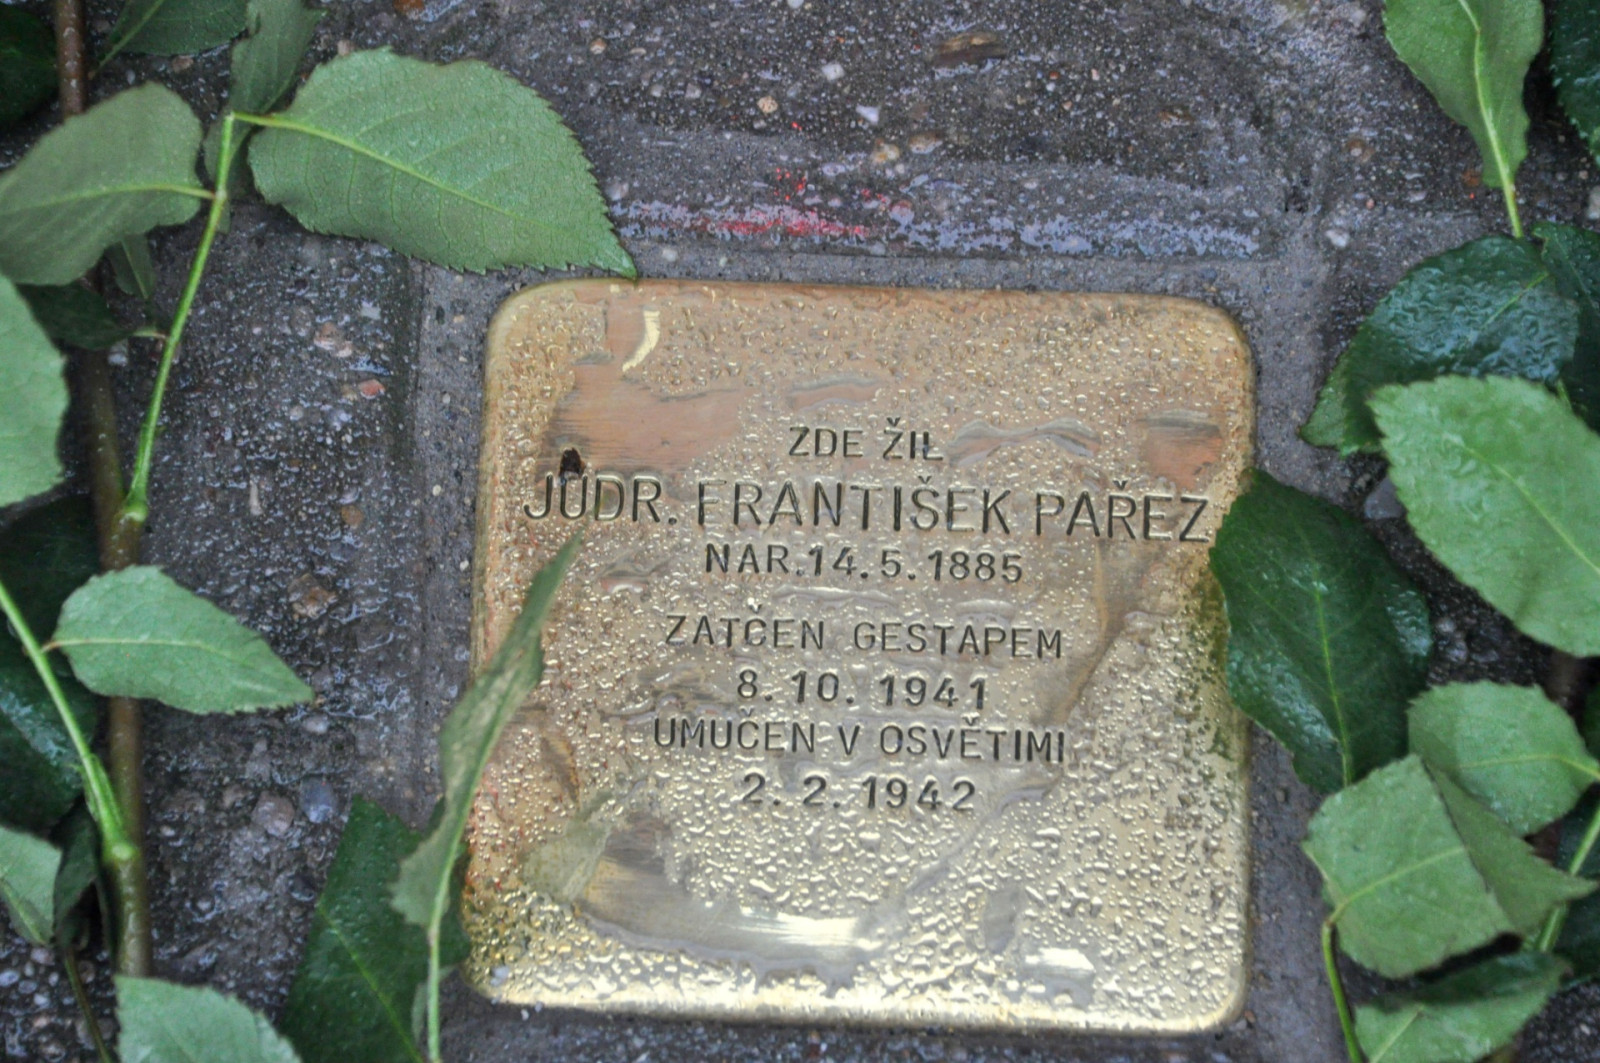 ZDE ŽIL
JUDR. FRANTIŠEK PAŘEZ
NAR. 14. 5. 1885
ZATČEN GESTAPEM
8. 10. 1941
UMUČEN V OSVĚTIMI
2. 2. 1942